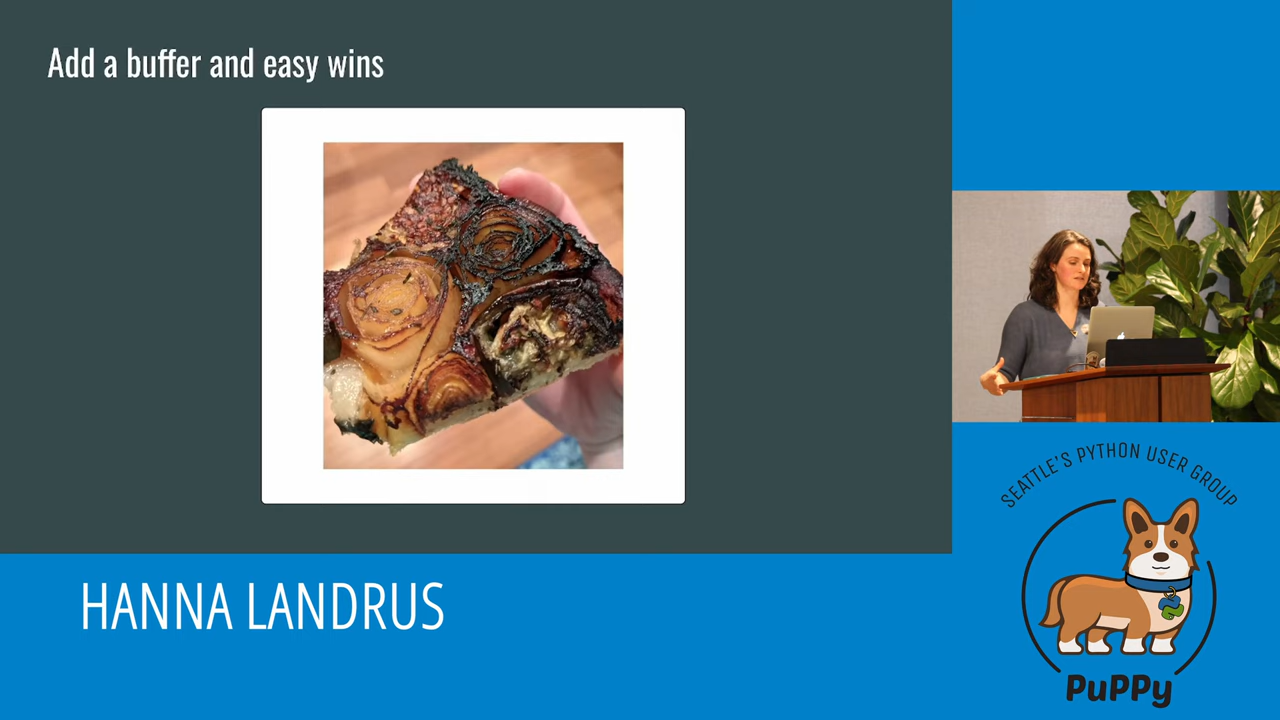 Add a buffer and easy wins
HANNA LANDRUS
SEATTLE'S PYTHON USER GROUP
PuPPy